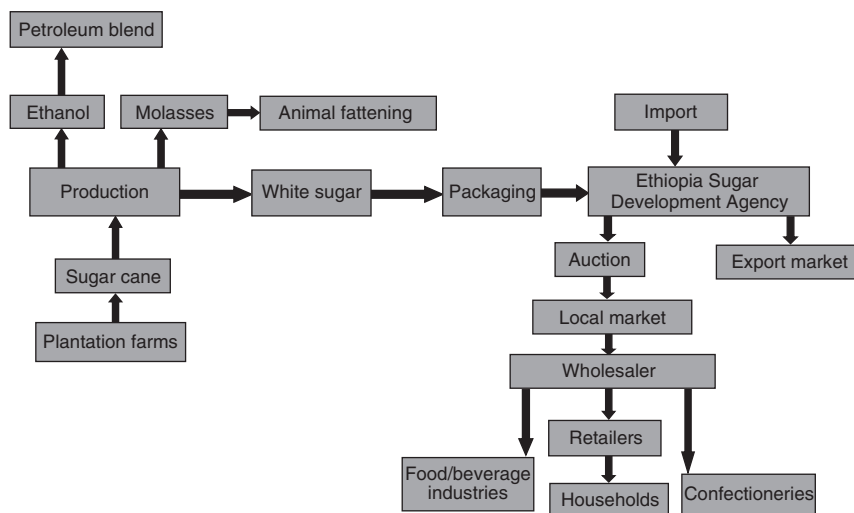 Petroleum blend
Ethanol
Molasses
Animal fattening
Import
Production
White sugar
Packaging
Ethiopia Sugar
Development Agency
Sugar cane
Auction
Export market
Plantation farms
Local market
Wholesaler
Retailers
Food/beverage
industries
Households
Confectioneries